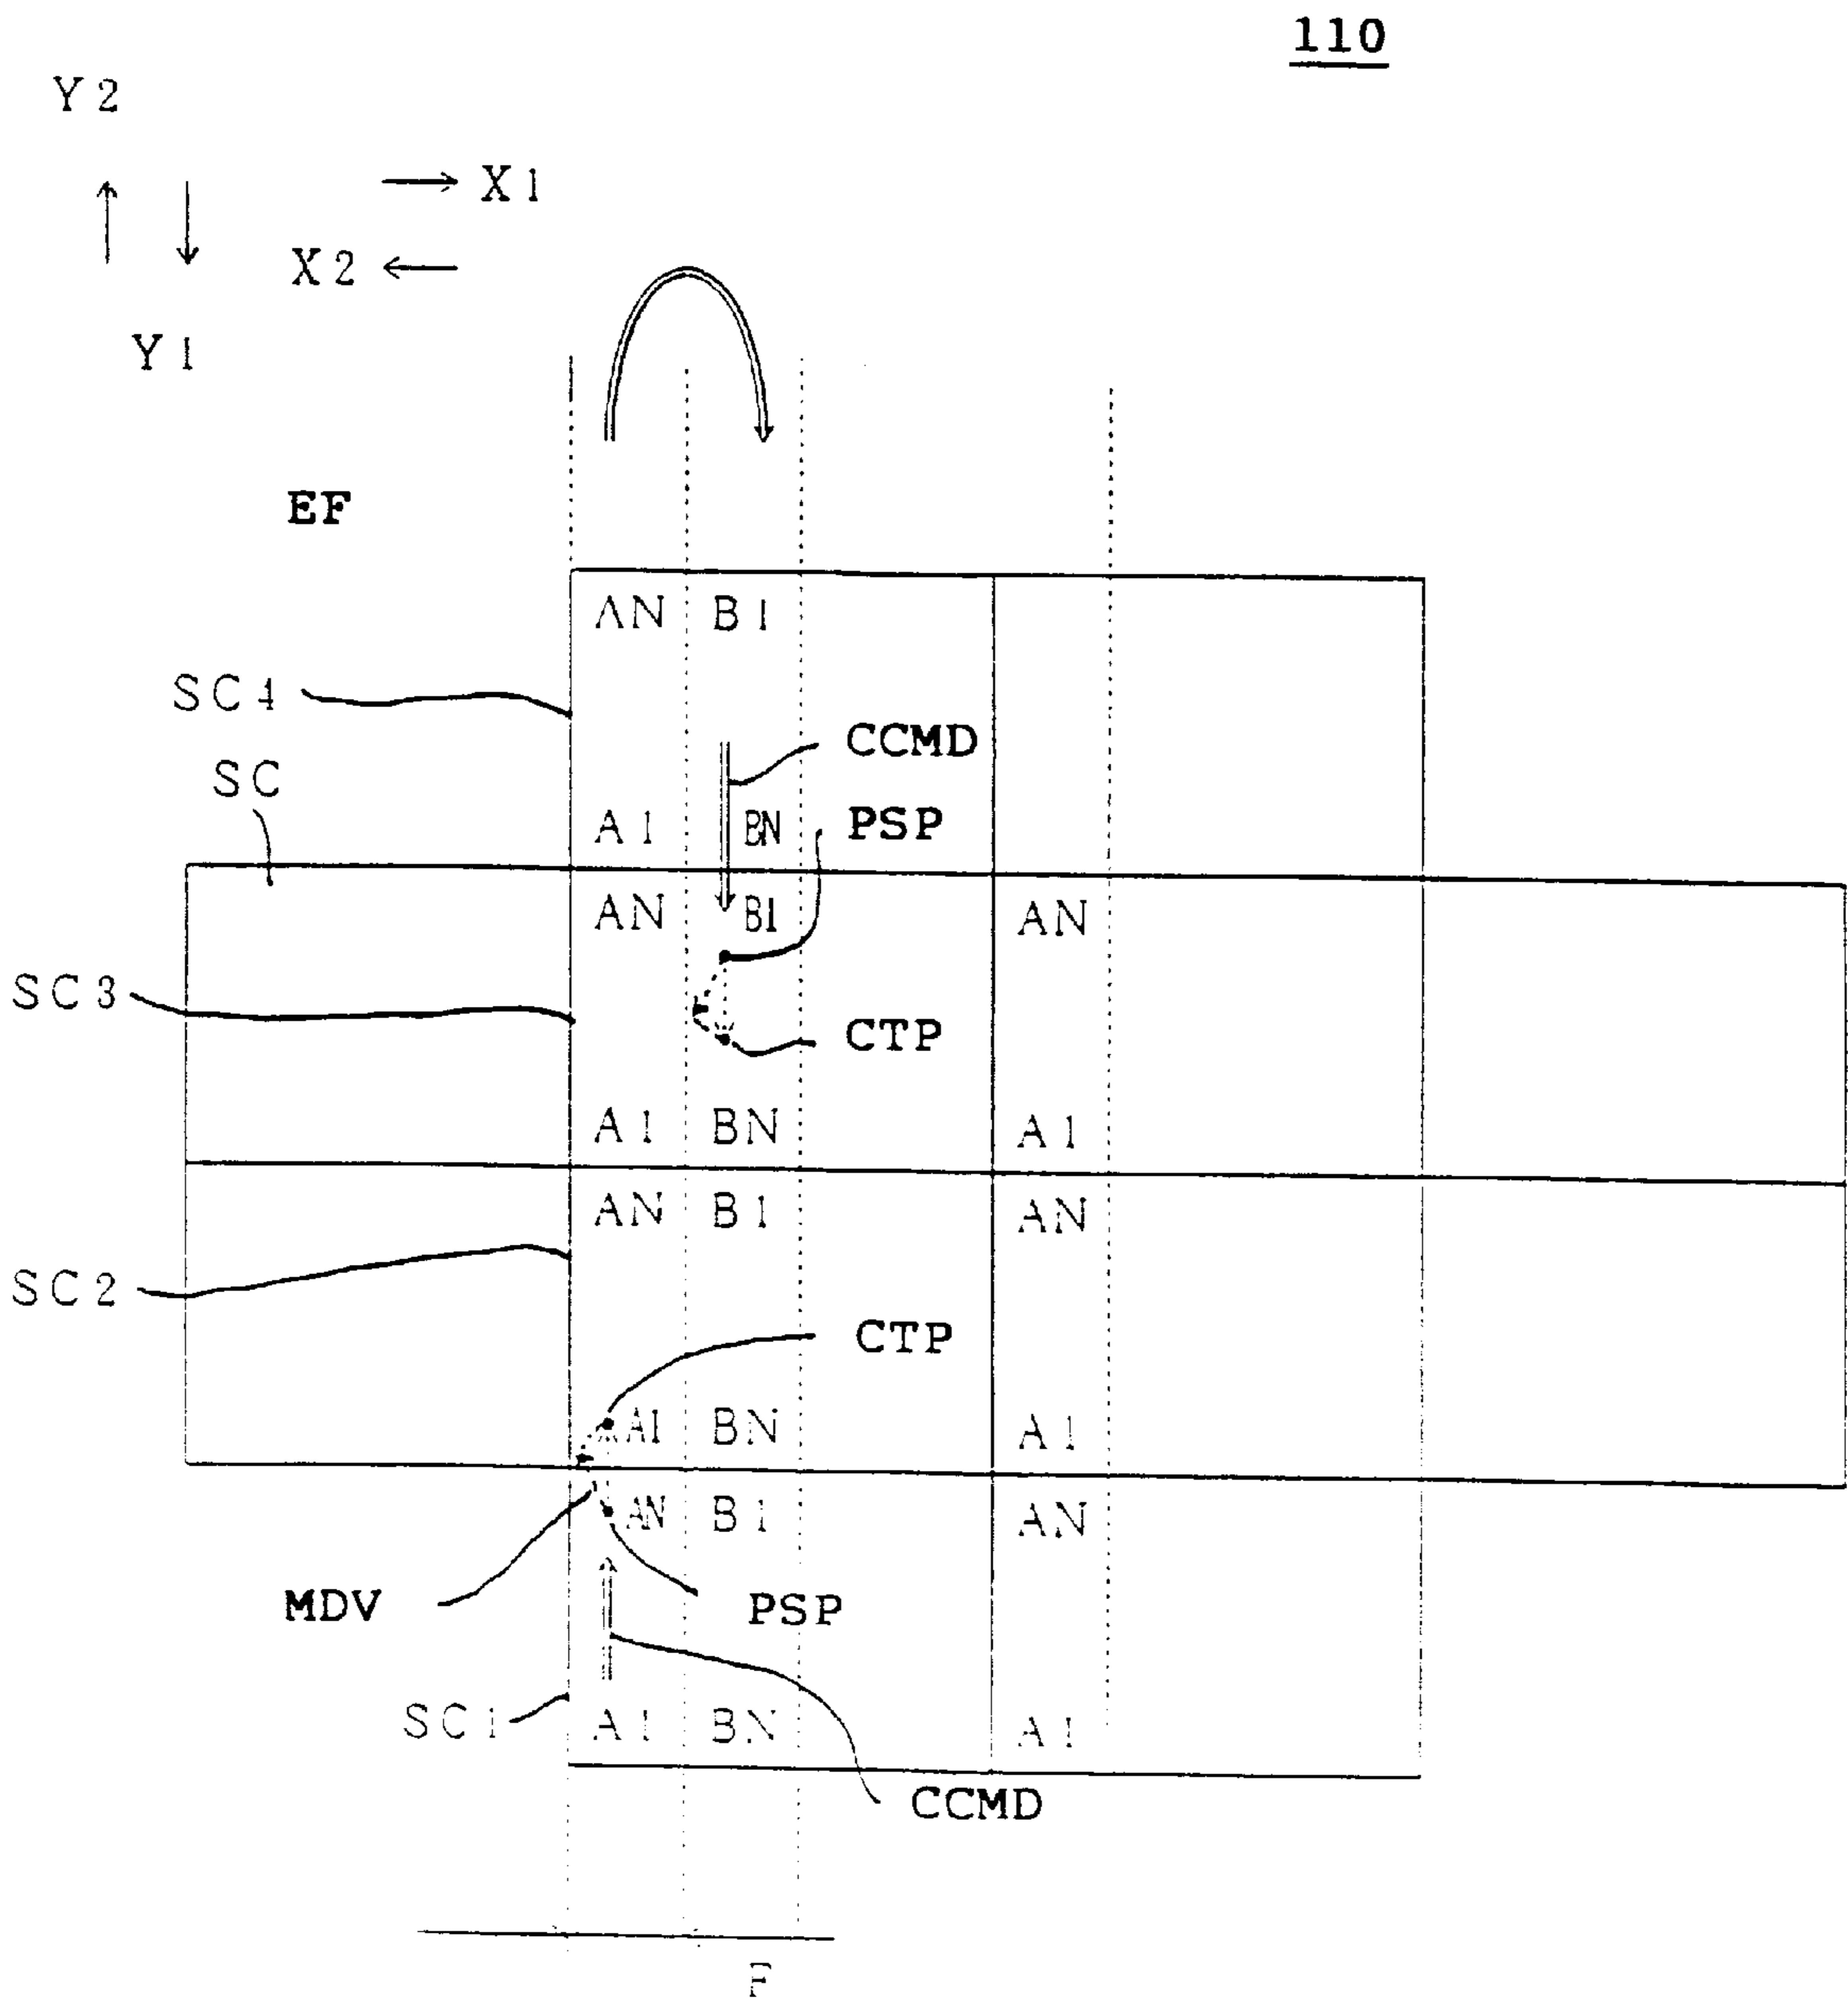 110
Y2
X1
X2
Y1
EF
AN B1
SC4
CCMD
SC
A1 BN PSP
AN B1 AN
SC3
CTP
A1 BN A1
AN B1 AN
SC2
CTP
A1 BN A1
AN B1 AN
MDV PSP
SC1 A1 BN A1
CCMD